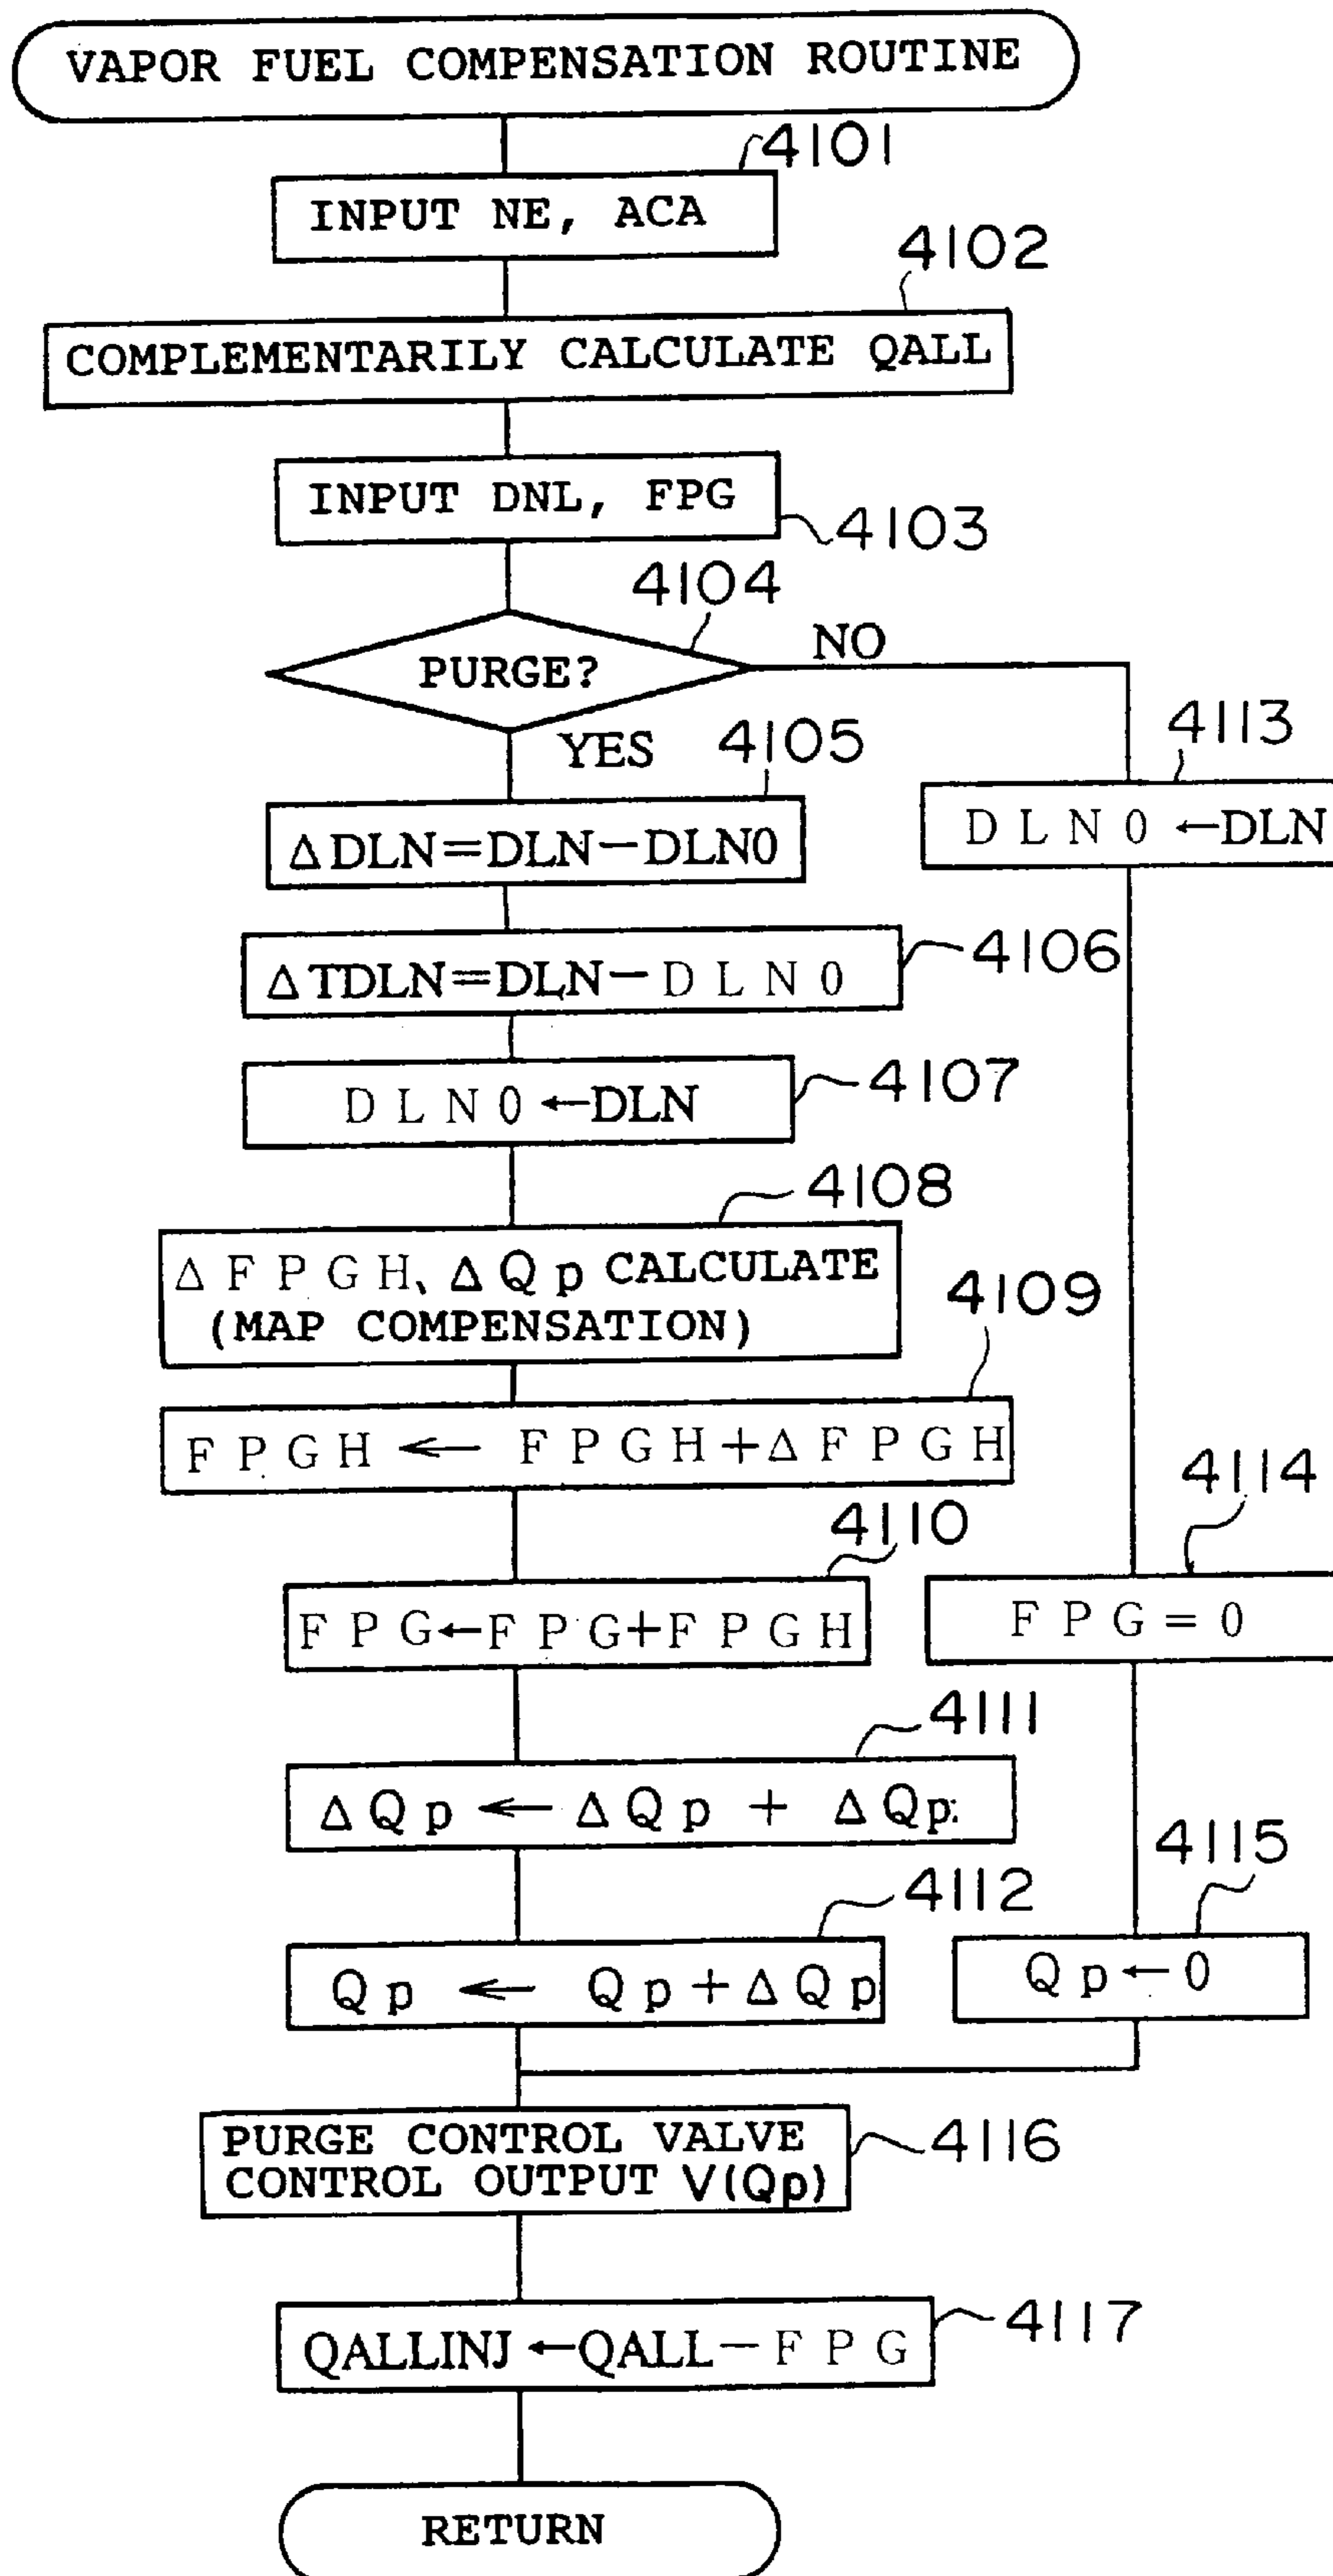 VAPOR FUEL COMPENSATION ROUTINE
4101
INPUT NE, ACA
4102
COMPLEMENTARILY CALCULATE QALL
INPUT DNL, FPG
4103
4104
PURGE?
NO
YES
4105
ΔDLN=DLN-DLN0
4113
DLN0←DLN
ΔTDLN=DLN-DLN0
4106
DLN0←DLN
4107
4108
ΔFPGH、ΔQp CALCULATE
(MAP COMPENSATION)
4109
FPGH ← FPGH+ΔFPGH
4110
FPG←FPG+FPGH
4114
FPG=0
4111
ΔQp ← ΔQp + ΔQp:
4112
Qp ← Qp+ΔQp
4115
Qp←0
PURGE CONTROL VALVE
CONTROL OUTPUT V(Qp)
4116
QALLINJ←QALL-FPG
4117
RETURN